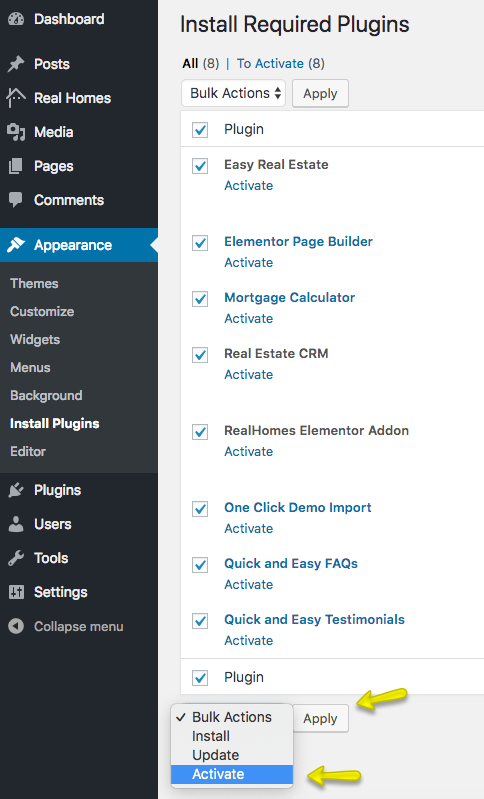 Dashboard
Posts
Real Homes
Media
Pages
Comments
Appearance
Themes
Customize
Widgets
Menus
Background
Install Plugins
Editor
Plugins
Users
Tools
Settings
Collapse menu
Install Required Plugins
All (8) | To Activate (8)
Bulk Actions Apply
Plugin
Easy Real Estate
Activate
Elementor Page Builder
Activate
Mortgage Calculator
Activate
Real Estate CRM
Activate
RealHomes Elementor Addon
Activate
One Click Demo Import
Activate
Quick and Easy FAQs
Activate
Quick and Easy Testimonials
Activate
Plugin
Bulk Actions Apply
Install
Update
Activate